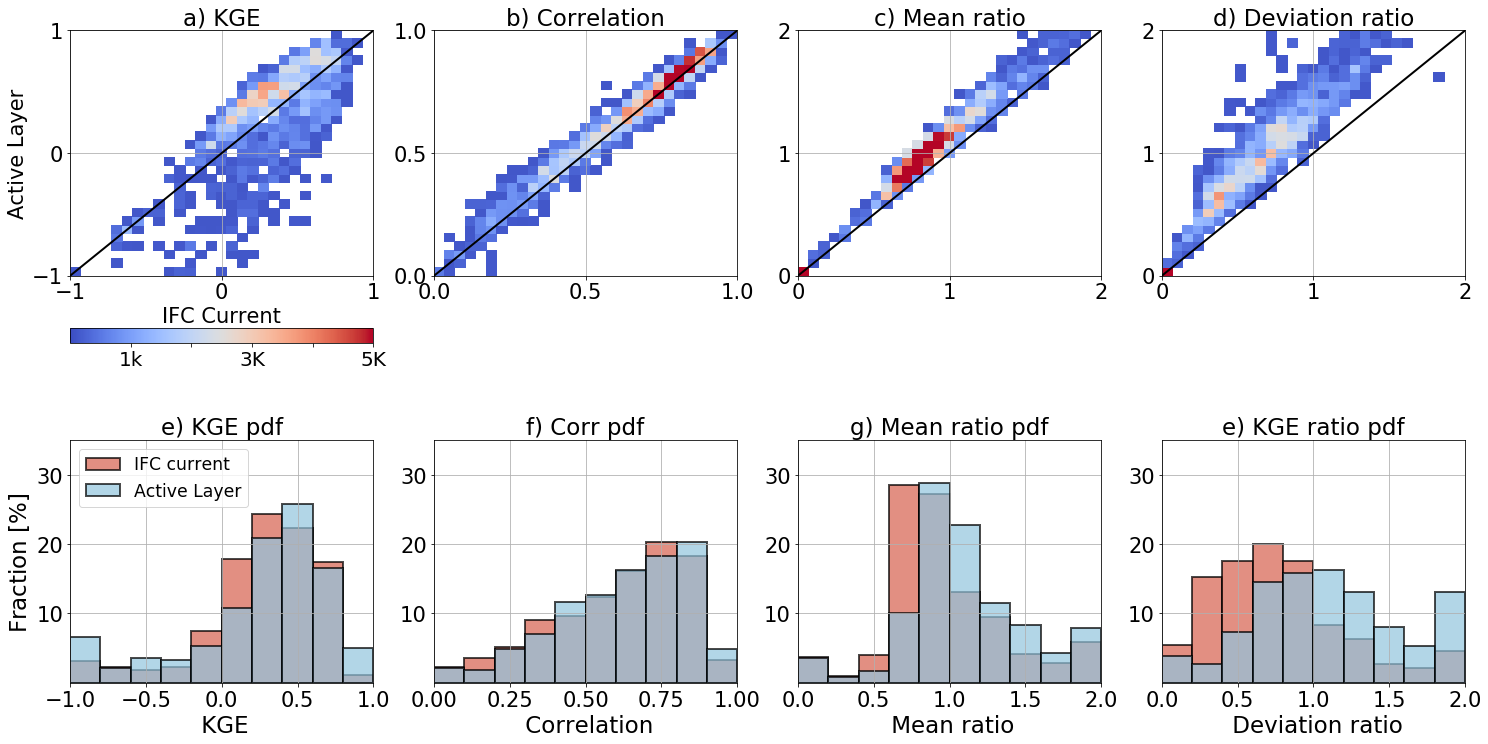 a) KGE
b) Correlation
c) Mean ratio
d) Deviation ratio
Active Layer
1
0
−1
−1
0
1
1.0
0.5
0.0
0.0
0.5
1.0
2
1
0
0
1
2
2
1
0
0
1
2
IFC Current
1k
3K
5K
e) KGE pdf
f) Corr pdf
g) Mean ratio pdf
e) KGE ratio pdf
Fraction [%]
IFC current
Active Layer
30
20
10
−1.0
−0.5
0.0
0.5
1.0
KGE
30
20
10
0.00
0.25
0.50
0.75
1.00
Correlation
30
20
10
0.0
0.5
1.0
1.5
2.0
Mean ratio
30
20
10
0.0
0.5
1.0
1.5
2.0
Deviation ratio